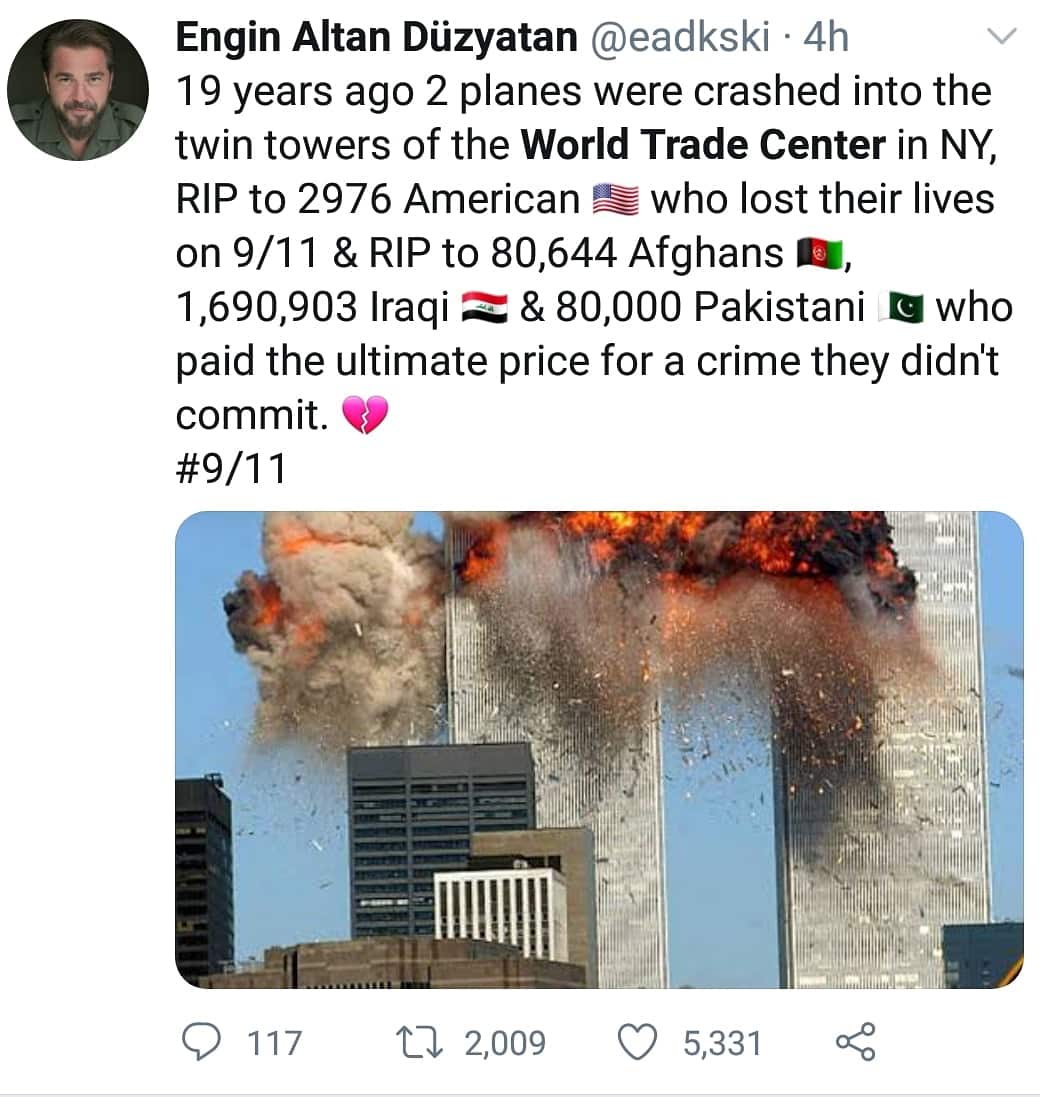 Engin Altan Düzyatan @eadkski · 4h
19 years ago 2 planes were crashed into the
twin towers of the World Trade Center in NY,
RIP to 2976 American 🇺🇸 who lost their lives
on 9/11 & RIP to 80,644 Afghans 🇦🇫,
1,690,903 Iraqi 🇮🇶 & 80,000 Pakistani 🇵🇰 who
paid the ultimate price for a crime they didn't
commit. 💔
#9/11
117 2,009 5,331